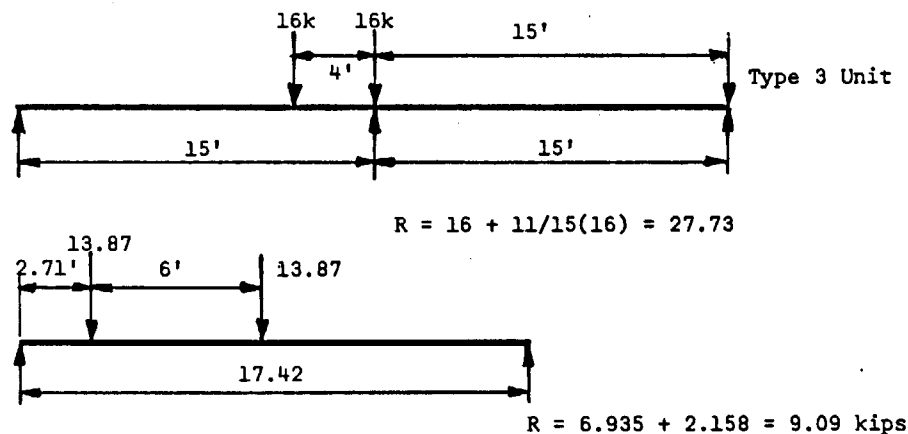 16k 16k
15'
4'
Type 3 Unit
15' 15'
R = 16 + 11/15(16) = 27.73
13.87
2.71' 6' 13.87
17.42
R = 6.935 + 2.158 = 9.09 kips